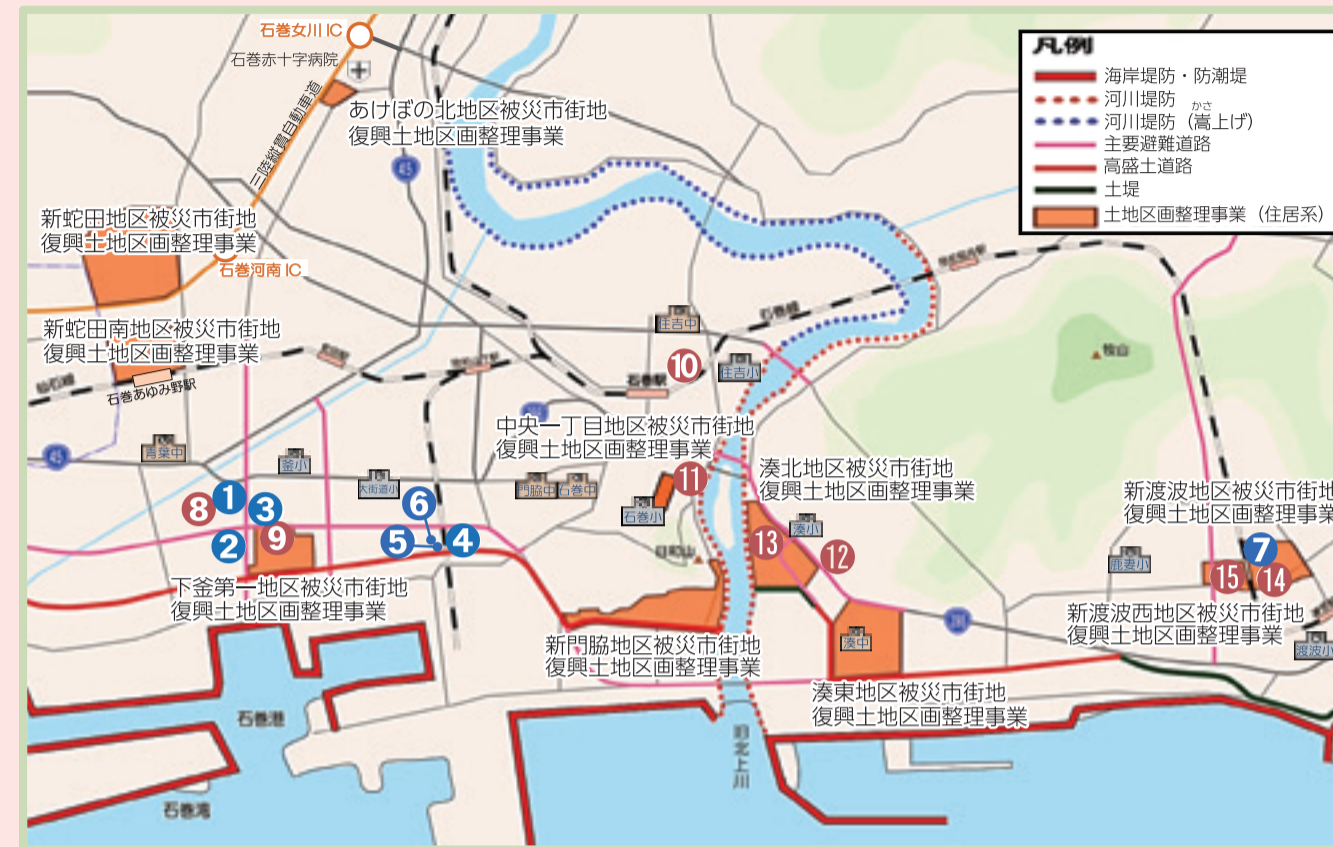 石巻女川 IC
石巻赤十字病院
三陸縦貫自動車道
あけぼの北地区被災市街地
復興土地区画整理事業
45
凡例
海岸堤防・防潮堤
河川堤防
かさ
河川堤防（嵩上げ）
主要避難道路
高盛土道路
土堤
土地区画整理事業（住居系）
新蛇田地区被災市街地
復興土地区画整理事業
石巻河南 IC
新蛇田南地区被災市街地
復興土地区画整理事業
仙石線
石巻あゆみ野駅
住吉中
石巻線
石巻駅
10
住吉小
牧山
中央一丁目地区被災市街地
復興土地区画整理事業
45
青葉中
釜小
大街道小
門脇中
石巻中
石巻小
11
湊北地区被災市街地
復興土地区画整理事業
新渡波地区被災市街地
復興土地区画整理事業
8
1
3
2
9
6
5
4
日和山
13
湊小
12
鹿妻小
7
15
14
下釜第一地区被災市街地
復興土地区画整理事業
新門脇地区被災市街地
復興土地区画整理事業
湊中
新渡波西地区被災市街地
復興土地区画整理事業
渡波小
湊東地区被災市街地
復興土地区画整理事業
石巻港
旧北上川
石巻湾